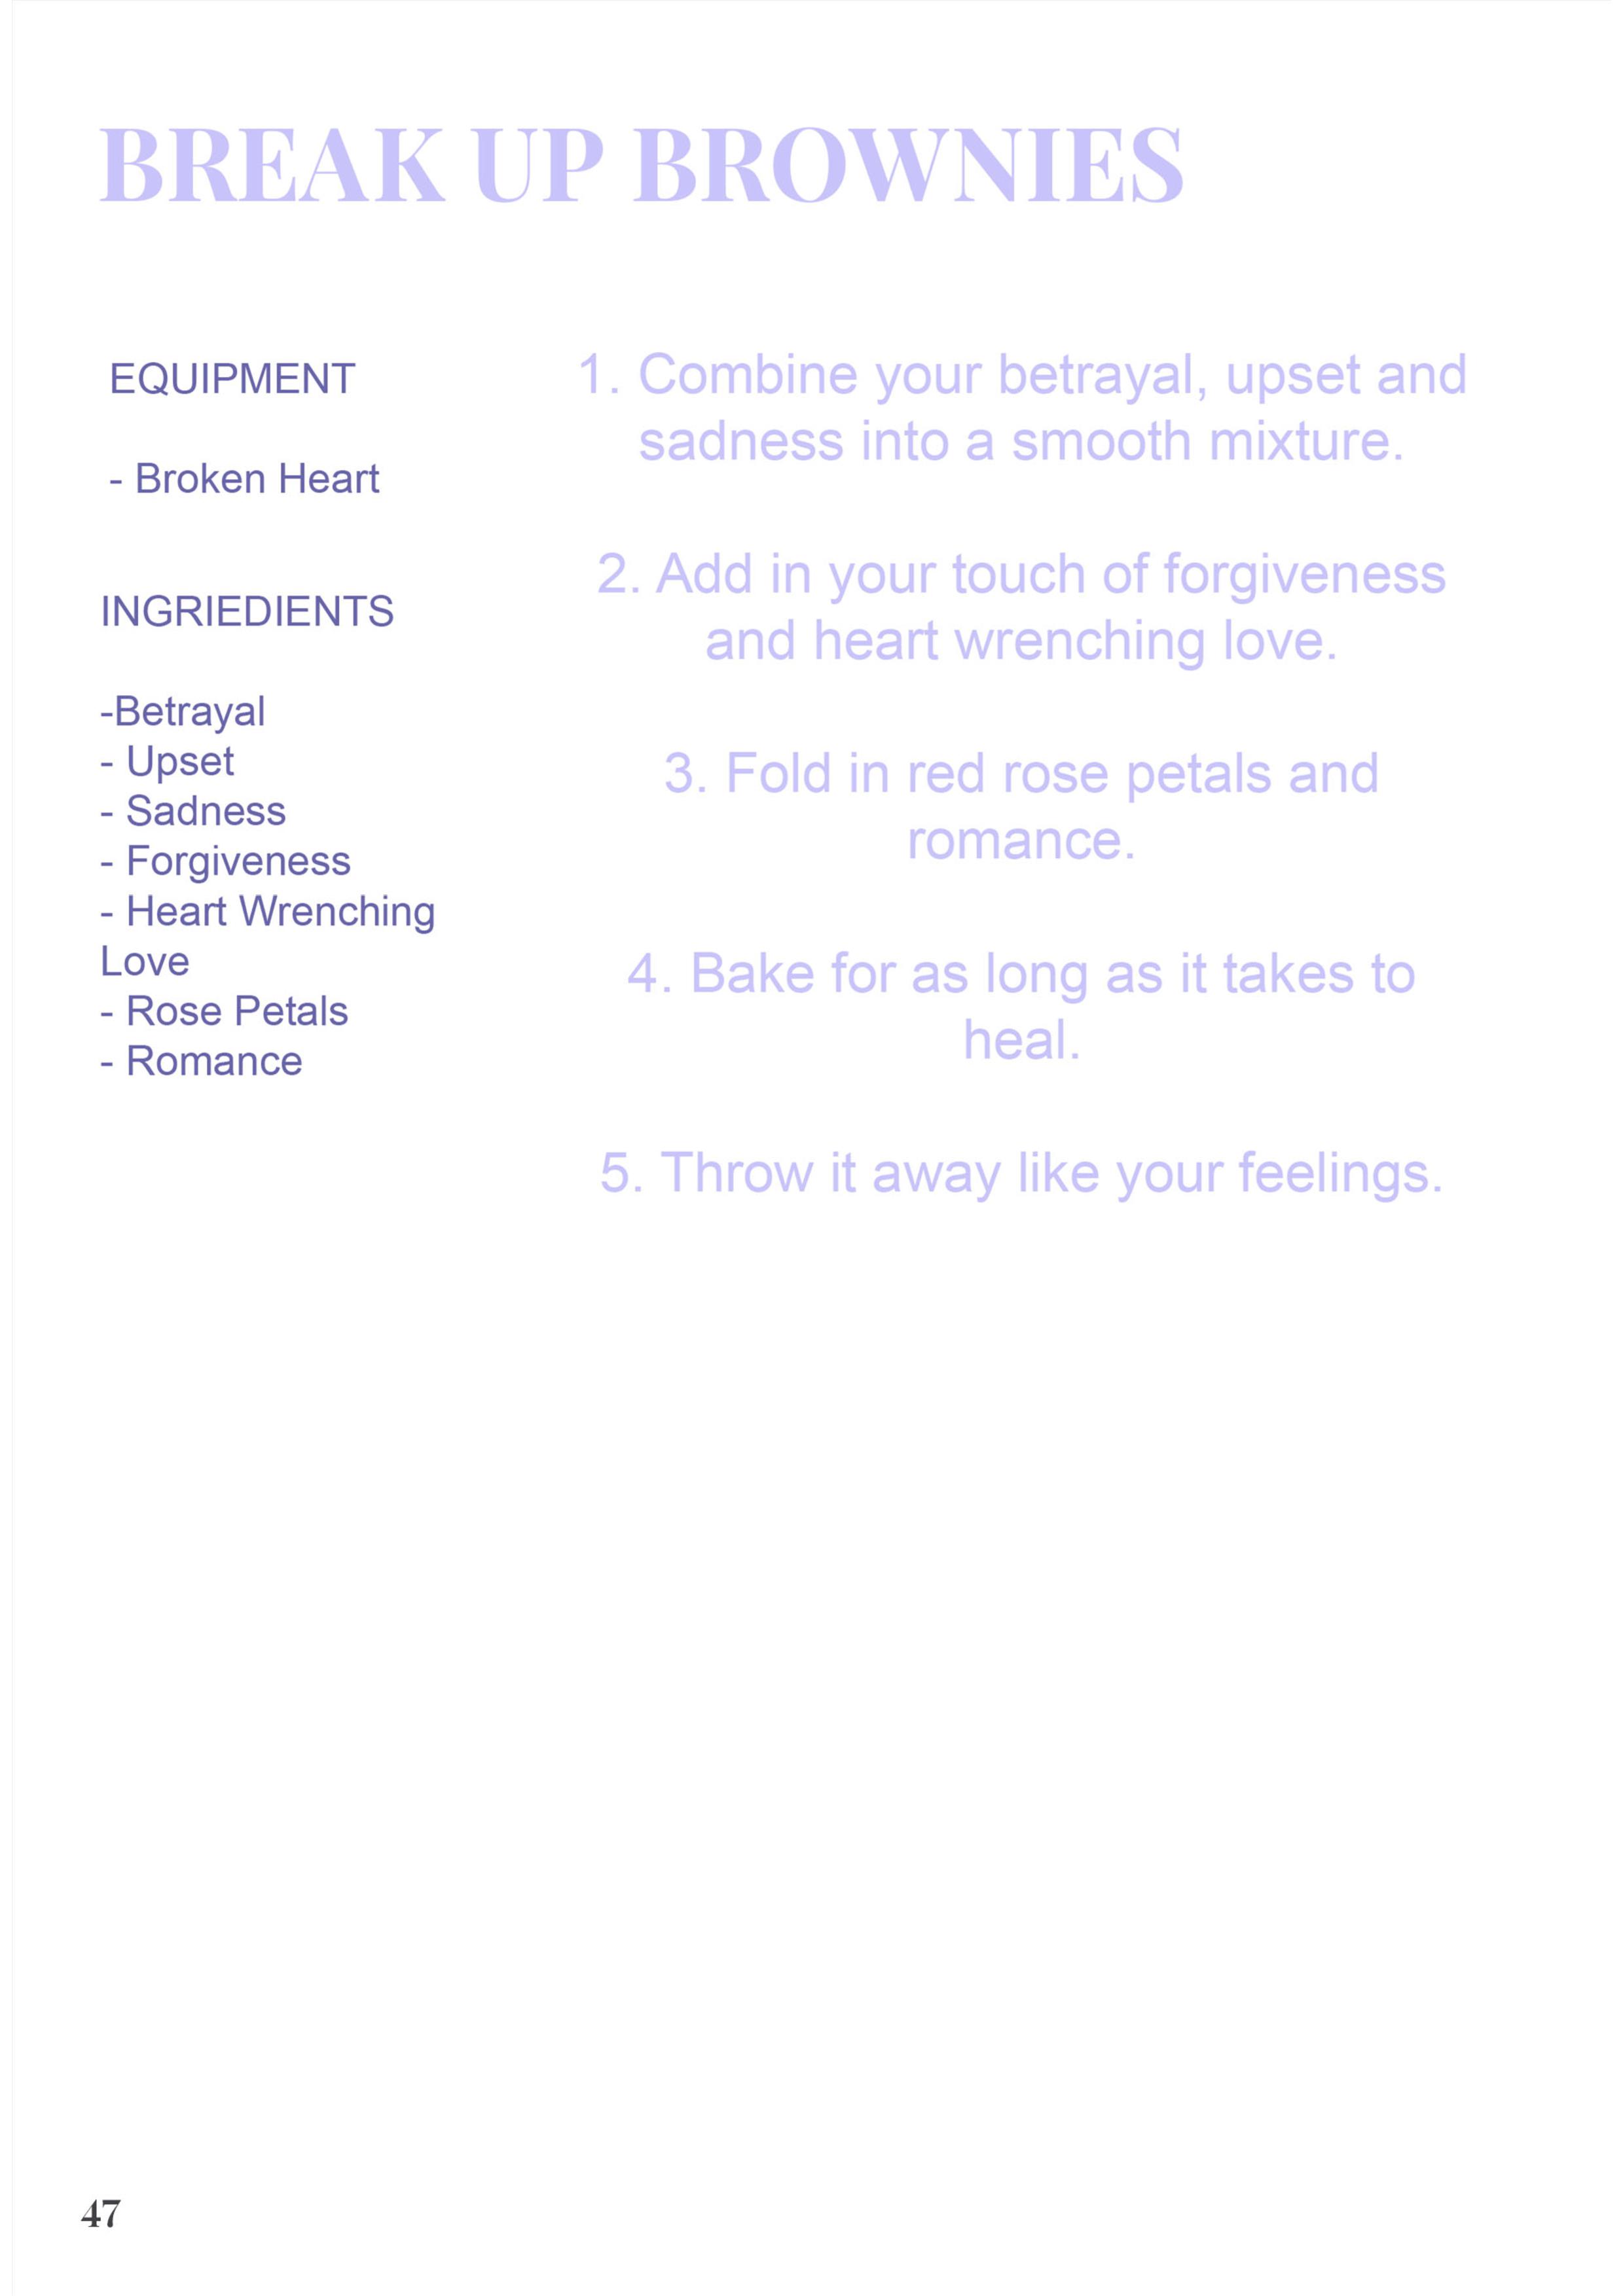 BREAK UP BROWNIES
EQUIPMENT
- Broken Heart
INGRIEDIENTS
-Betrayal
- Upset
- Sadness
- Forgiveness
- Heart Wrenching
Love
- Rose Petals
- Romance
1. Combine your betrayal, upset and
sadness into a smooth mixture.
2. Add in your touch of forgiveness
and heart wrenching love.
3. Fold in red rose petals and
romance.
4. Bake for as long as it takes to
heal.
5. Throw it away like your feelings.
47